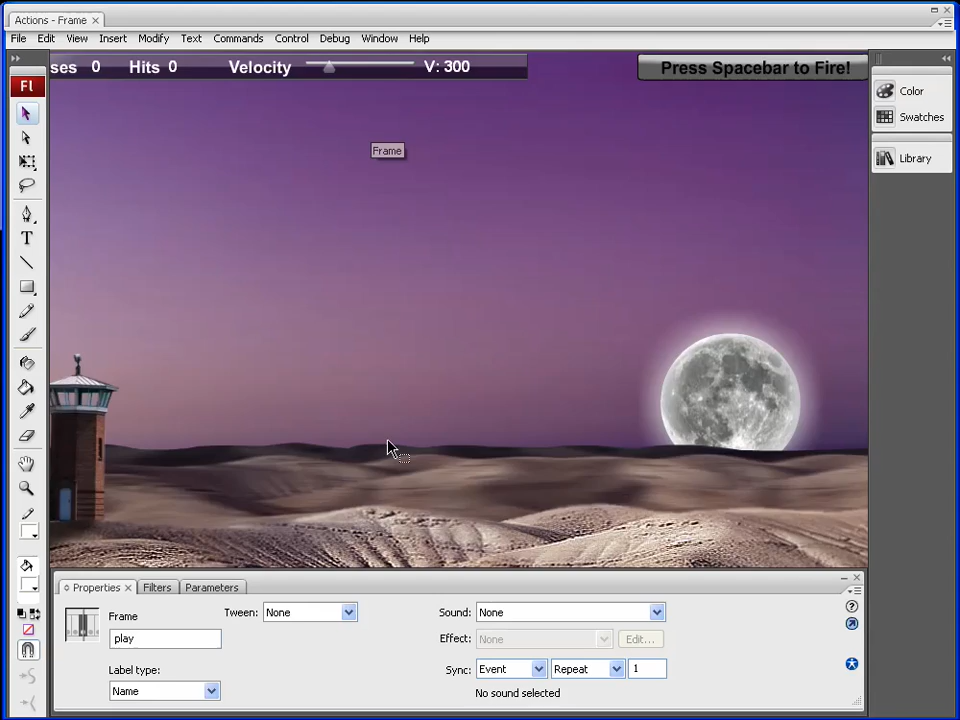 Actions - Frame
File Edit View Insert Modify Text Commands Control Debug Window Help
Fl
ses 0 Hits 0 Velocity V: 300
Press Spacebar to Fire!
Color
Swatches
Library
Frame
T
Properties Filters Parameters
Frame
Tween: None
Sound: None
play
Effect: None Edit...
Label type:
Sync: Event Repeat 1
Name
No sound selected